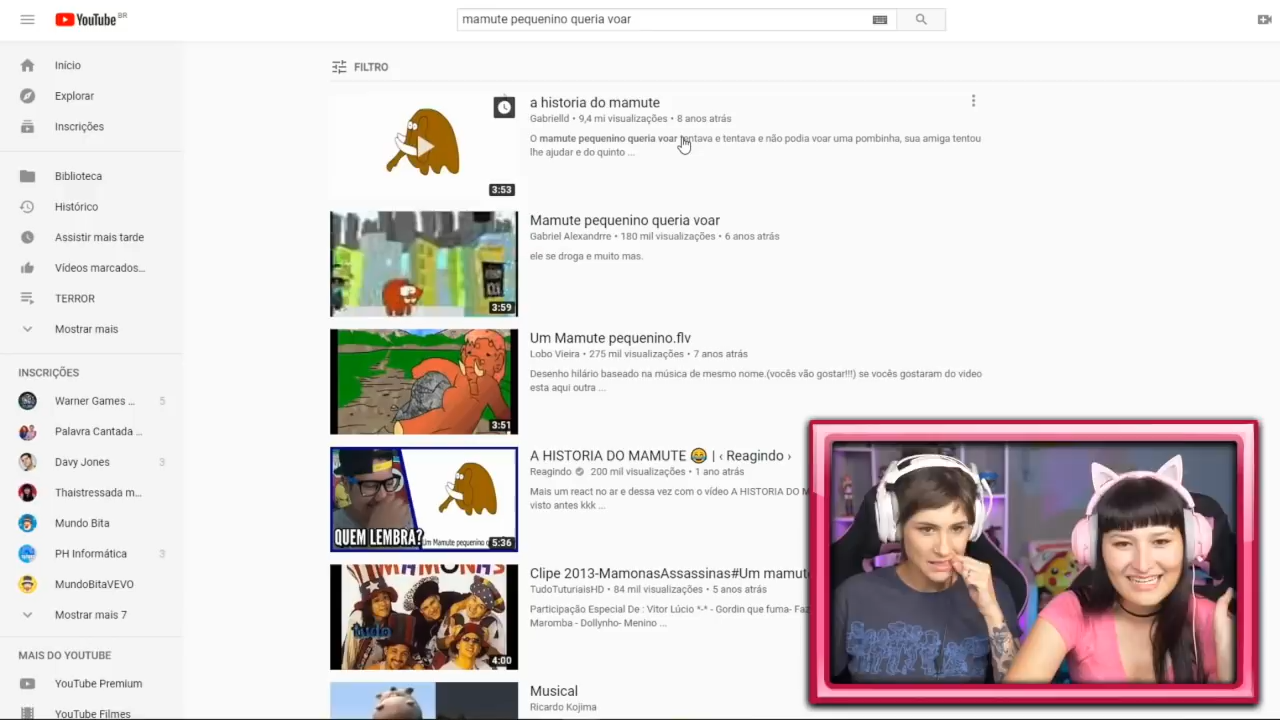 YouTube BR
mamute pequenino queria voar
Início
Explorar
Inscrições
Biblioteca
Histórico
Assistir mais tarde
Vídeos marcados...
TERROR
Mostrar mais
INSCRIÇÕES
Warner Games ... 5
Palavra Cantada ...
Davy Jones 3
Thaistressada m...
Mundo Bita
PH Informática 3
MundoBitaVEVO
Mostrar mais 7
MAIS DO YOUTUBE
YouTube Premium
YouTube Filmes
FILTRO
3:53
a historia do mamute
Gabrielld • 9,4 mi visualizações • 8 anos atrás
O mamute pequenino queria voar tentava e tentava e não podia voar uma pombinha, sua amiga tentou
lhe ajudar e do quinto ...
3:59
Mamute pequenino queria voar
Gabriel Alexandrre • 180 mil visualizações • 6 anos atrás
ele se droga e muito mas.
3:51
Um Mamute pequenino.flv
Lobo Vieira • 275 mil visualizações • 7 anos atrás
Desenho hilário baseado na música de mesmo nome.(vocês vão gostar!!!) se vocês gostaram do video
esta aqui outra ...
QUEM LEMBRA?
Um Mamute pequenino
5:36
A HISTORIA DO MAMUTE 😂 | ‹ Reagindo ›
Reagindo 200 mil visualizações • 1 ano atrás
Mais um react no ar e dessa vez com o vídeo A HISTORIA DO M
visto antes kkk ...
MAMONAS
tudo
4:00
Clipe 2013-MamonasAssassinas#Um mamut
TudoTuturiaisHD • 84 mil visualizações • 5 anos atrás
Participação Especial De : Vitor Lúcio *-* - Gordin que fuma- Faz
Maromba - Dollynho- Menino ...
Musical
Ricardo Kojima